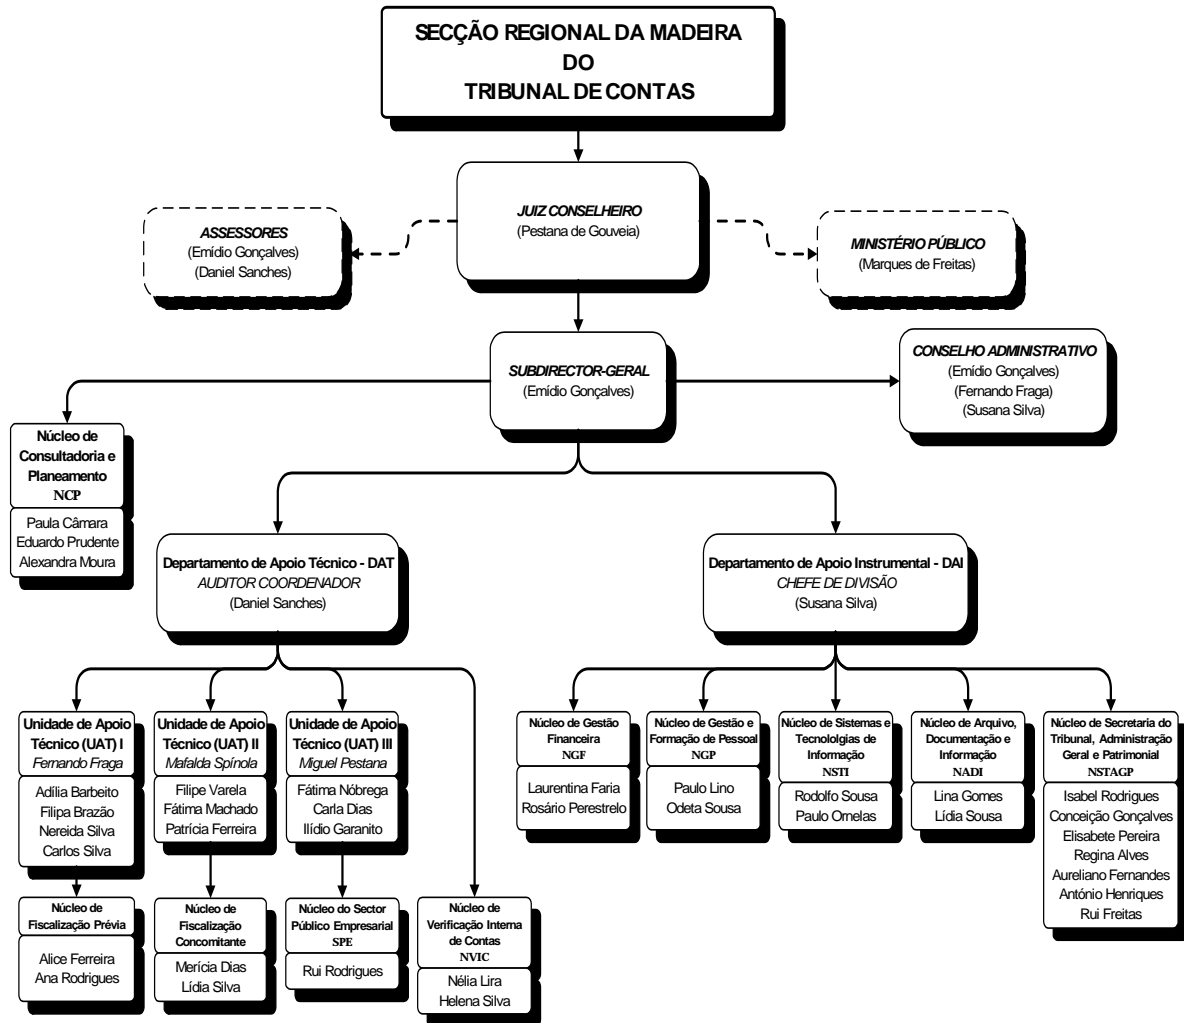 SECÇÃO REGIONAL DA MADEIRA
DO
TRIBUNAL DE CONTAS
JUIZ CONSELHEIRO
(Pestana de Gouveia)
ASSESSORES
(Emídio Gonçalves)
(Daniel Sanches)
MINISTÉRIO PÚBLICO
(Marques de Freitas)
SUBDIRECTOR-GERAL
(Emídio Gonçalves)
CONSELHO ADMINISTRATIVO
(Emídio Gonçalves)
(Fernando Fraga)
(Susana Silva)
Núcleo de
Consultadoria e
Planeamento
NCP
Paula Câmara
Eduardo Prudente
Alexandra Moura
Departamento de Apoio Técnico - DAT
AUDITOR COORDENADOR
(Daniel Sanches)
Departamento de Apoio Instrumental - DAI
CHEFE DE DIVISÃO
(Susana Silva)
Unidade de Apoio
Técnico (UAT) I
Fernando Fraga
Adília Barbeito
Filipa Brazão
Nereida Silva
Carlos Silva
Unidade de Apoio
Técnico (UAT) II
Mafalda Spínola
Filipe Varela
Fátima Machado
Patrícia Ferreira
Unidade de Apoio
Técnico (UAT) III
Miguel Pestana
Fátima Nóbrega
Carla Dias
Ilídio Garanito
Núcleo de Gestão
Financeira
NGF
Laurentina Faria
Rosário Perestrelo
Núcleo de Gestão e
Formação de Pessoal
NGP
Paulo Lino
Odeta Sousa
Núcleo de Sistemas e
Tecnololgias de
Informação
NSTI
Rodolfo Sousa
Paulo Ornelas
Núcleo de Arquivo,
Documentação e
Informação
NADI
Lina Gomes
Lídia Sousa
Núcleo de Secretaria do
Tribunal, Administração
Geral e Patrimonial
NSTAGP
Isabel Rodrigues
Conceição Gonçalves
Elisabete Pereira
Regina Alves
Aureliano Fernandes
António Henriques
Rui Freitas
Núcleo de
Fiscalização Prévia
Alice Ferreira
Ana Rodrigues
Núcleo de
Fiscalização
Concomitante
Merícia Dias
Lídia Silva
Núcleo do Sector
Público Empresarial
SPE
Rui Rodrigues
Núcleo de
Verificação Interna
de Contas
NVIC
Nélia Lira
Helena Silva